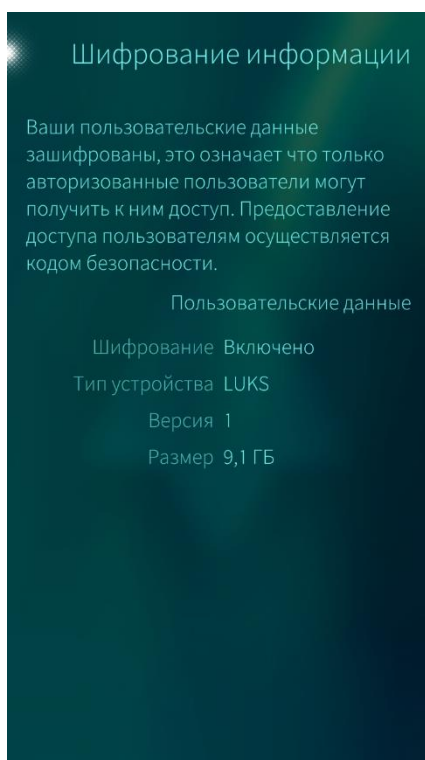 Шифрование информации
Ваши пользовательские данные
зашифрованы, это означает что только
авторизованные пользователи могут
получить к ним доступ. Предоставление
доступа пользователям осуществляется
кодом безопасности.
Пользовательские данные
Шифрование Включено
Тип устройства LUKS
Версия 1
Размер 9,1 ГБ